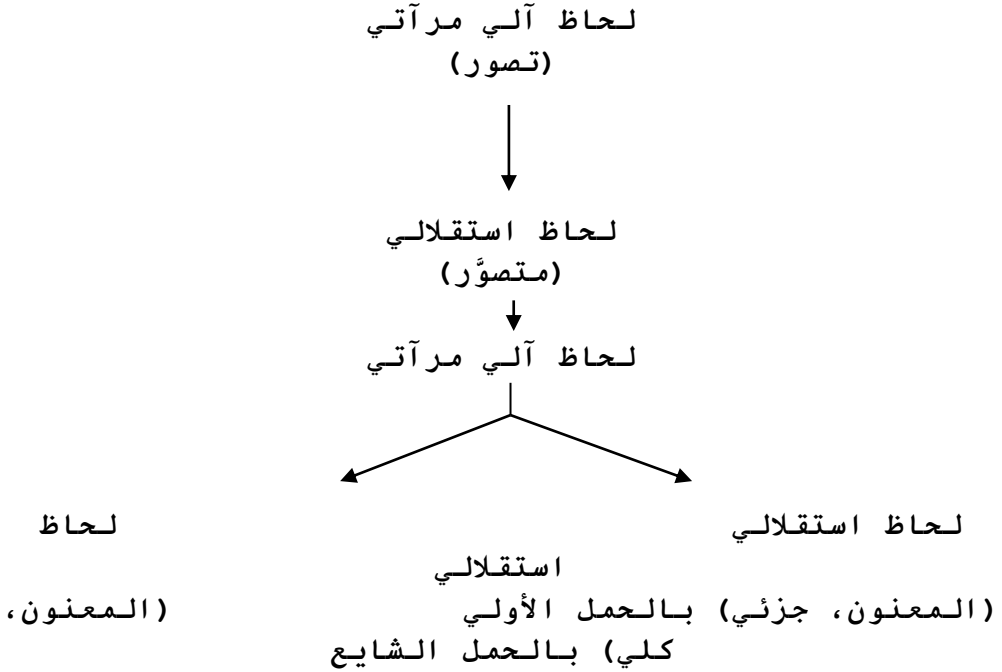 لحاظ آلي مرآتي
(تصور)
لحاظ استقلالي
(متصوَّر)
لحاظ آلي مرآتي
لحاظ استقلالي لحاظ
استقلالي
(المعنون، جزئي) بالحمل الأولي (المعنون،
كلي) بالحمل الشايع